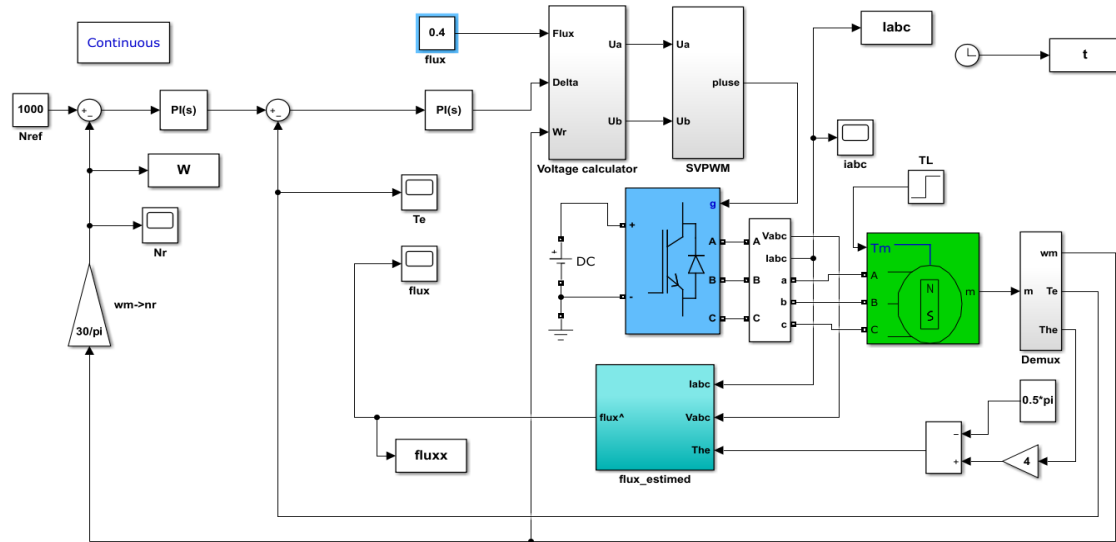 Continuous
1000
Nref
+
−
PI(s)
+
−
PI(s)
0.4
flux
Flux
Delta
Wr
Ua
Ub
Voltage calculator
Ua
Ub
pluse
SVPWM
Iabc
t
iabc
TL
W
Nr
Te
flux
wm->nr
30/pi
DC
+
+
-
g
A
B
C
A
B
C
Vabc
Iabc
a
b
c
Tm
A
B
C
N
S
m
m
wm
Te
The
Demux
0.5*pi
−
+
4
flux^
Iabc
Vabc
The
flux_estimed
fluxx